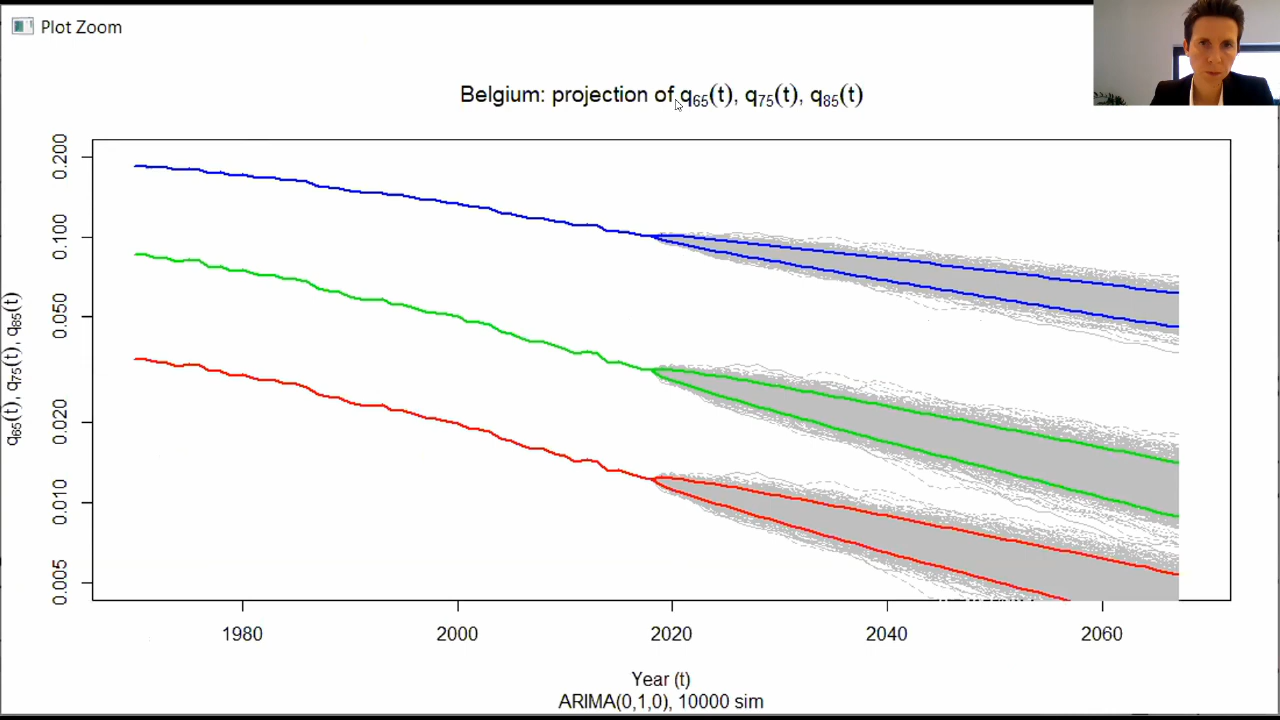 Plot Zoom
Belgium: projection of q65(t), q75(t), q85(t)
0.200
0.100
0.050
0.020
0.010
0.005
q65(t), q75(t), q85(t)
1980 2000 2020 2040 2060
Year (t)
ARIMA(0,1,0), 10000 sim